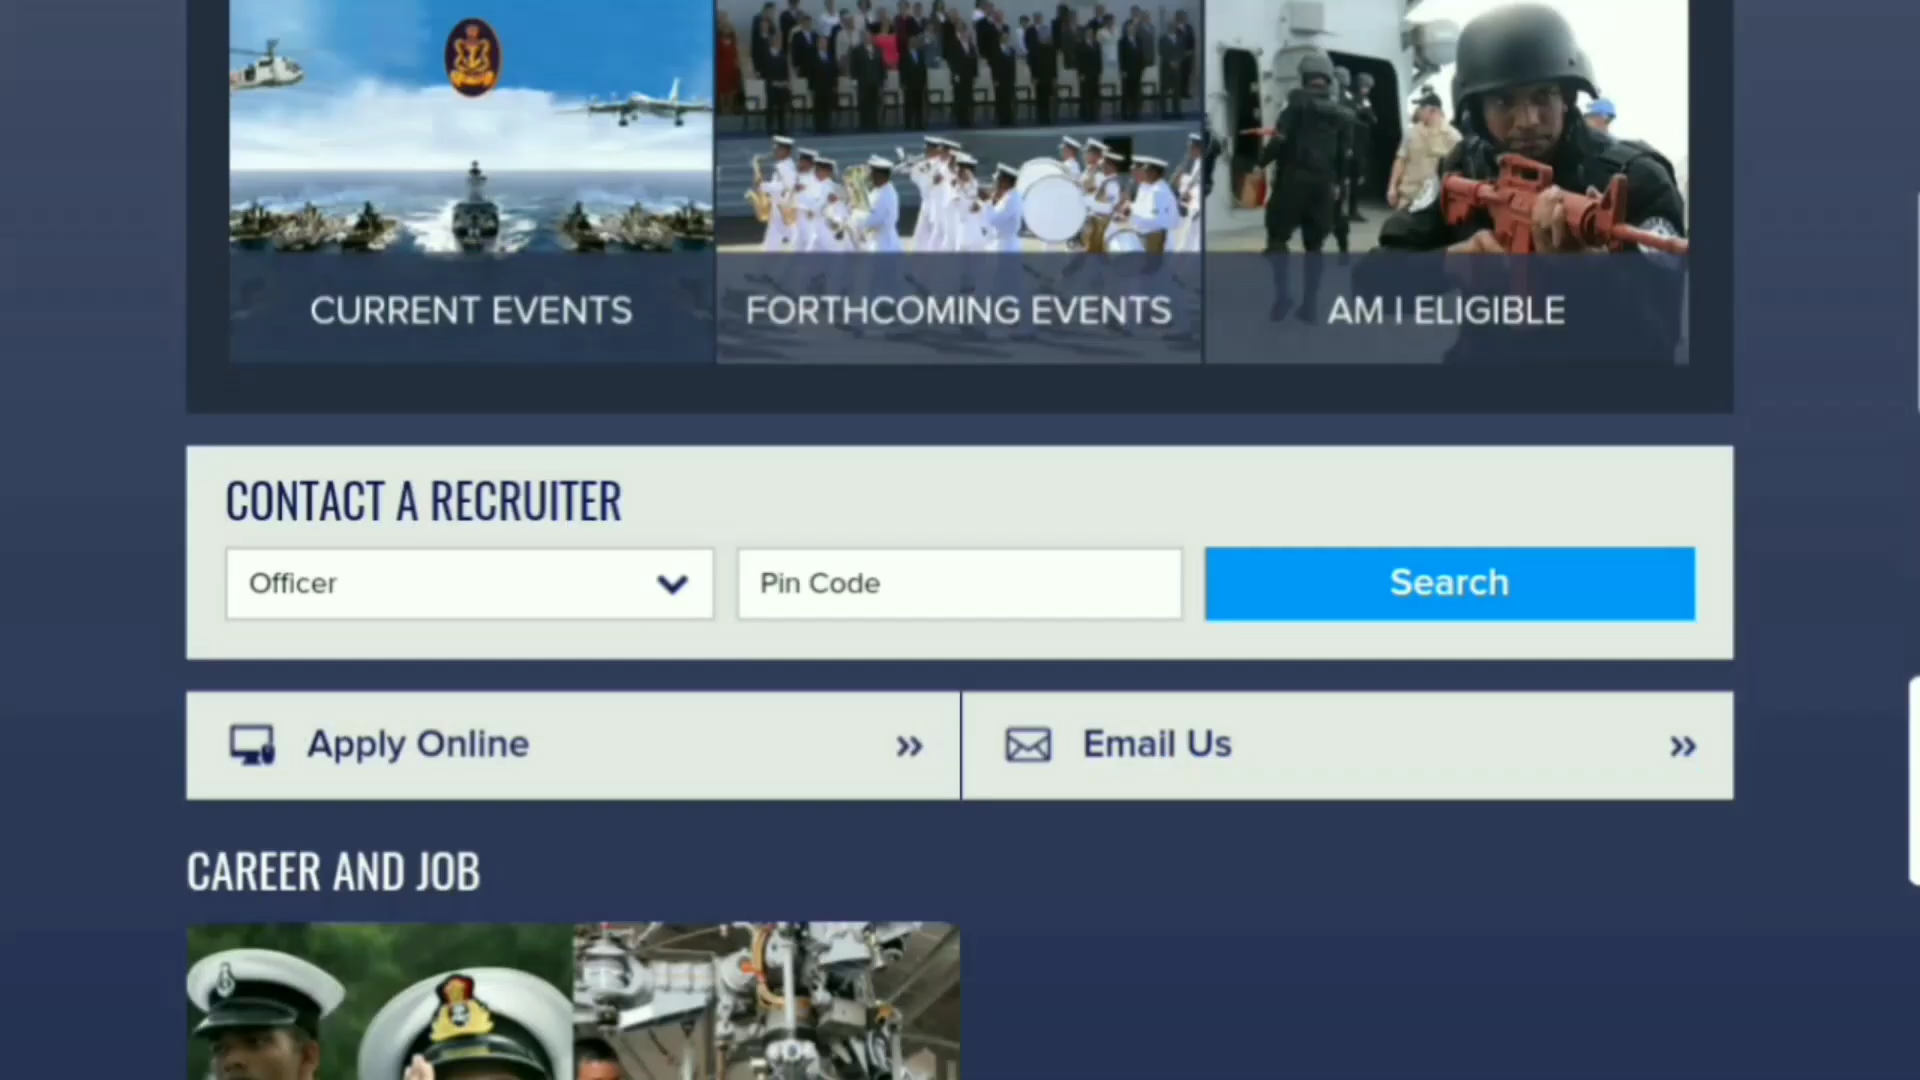 CURRENT EVENTS
FORTHCOMING EVENTS
AM I ELIGIBLE
CONTACT A RECRUITER
Officer
Pin Code
Search
Apply Online
Email Us
CAREER AND JOB